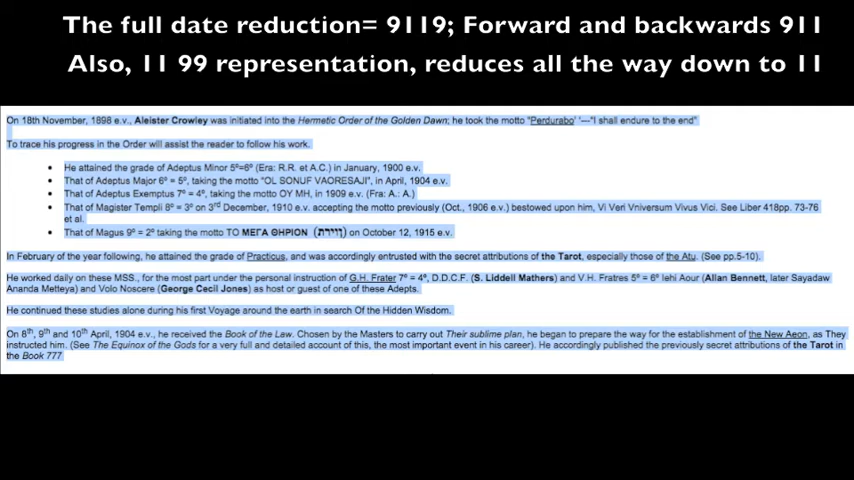 The full date reduction= 9119; Forward and backwards 911
Also, 11 99 representation, reduces all the way down to 11
On 18th November, 1898 e.v., Aleister Crowley was initiated into the Hermetic Order of the Golden Dawn; he took the motto "Perdurabo' '---"I shall endure to the end"
To trace his progress in the Order will assist the reader to follow his work.
• He attained the grade of Adeptus Minor 5º=6º (Era: R.R. et A.C.) in January, 1900 e.v.
• That of Adeptus Major 6º = 5º, taking the motto "OL SONUF VAORESAJI", in April, 1904 e.v.
• That of Adeptus Exemptus 7º = 4º, taking the motto OY MH, in 1909 e.v. (Fra: A.: A.)
• That of Magister Templi 8º = 3º on 3rd December, 1910 e.v. accepting the motto previously (Oct., 1906 e.v.) bestowed upon him, Vi Veri Vniversum Vivus Vici. See Liber 418pp. 73-76
et al.
• That of Magus 9º = 2º taking the motto TO ΜΕΓΑ ΘΗΡΙΟΝ (תריון) on October 12, 1915 e.v.
In February of the year following, he attained the grade of Practicus, and was accordingly entrusted with the secret attributions of the Tarot, especially those of the Atu. (See pp.5-10).
He worked daily on these MSS., for the most part under the personal instruction of G.H. Frater 7º = 4º, D.D.C.F. (S. Liddell Mathers) and V.H. Fratres 5º = 6º Iehi Aour (Allan Bennett, later Sayadaw
Ananda Metteya) and Volo Noscere (George Cecil Jones) as host or guest of one of these Adepts.
He continued these studies alone during his first Voyage around the earth in search Of the Hidden Wisdom.
On 8th, 9th and 10th April, 1904 e.v., he received the Book of the Law. Chosen by the Masters to carry out Their sublime plan, he began to prepare the way for the establishment of the New Aeon, as They
instructed him. (See The Equinox of the Gods for a very full and detailed account of this, the most important event in his career). He accordingly published the previously secret attributions of the Tarot in
the Book 777